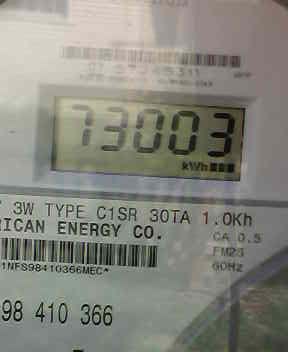 73003
kWh
3W TYPE C1SR 30TA 1.0Kh
RICAN ENERGY CO.
CA 0.5
FM2S
60Hz
1NFS98410366MEC*
98 410 366